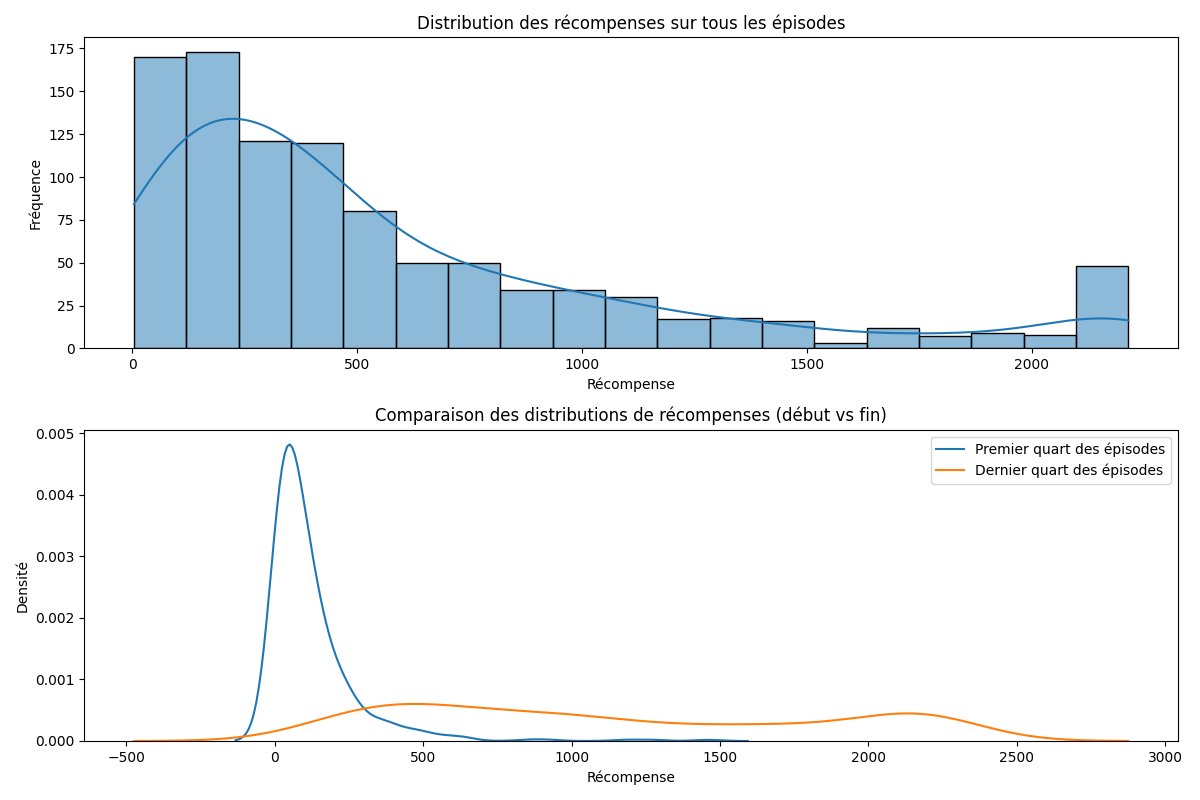 Distribution des récompenses sur tous les épisodes
175
150
125
100
75
50
25
0
Fréquence
0 500 1000 1500 2000
Récompense
Comparaison des distributions de récompenses (début vs fin)
0.005
0.004
0.003
0.002
0.001
0.000
Densité
Premier quart des épisodes
Dernier quart des épisodes
−500 0 500 1000 1500 2000 2500 3000
Récompense